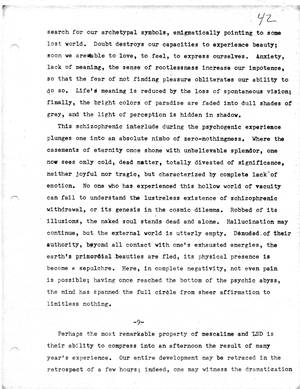 42
search for our archetypal symbols, enigmatically pointing to some
lost world. Doubt destroys our capacities to experience beauty;
soon we are unable to love, to feel, to express ourselves. Anxiety,
lack of meaning, the sense of rootlessness increase our impotence,
so that the fear of not finding pleasure obliterates our ability to
do so. Life's meaning is reduced by the loss of spontaneous vision;
finally, the bright colors of paradise are faded into dull shades of
grey, and the light of perception is hidden in shadow.
This schizophrenic interlude during the psychogenic experience
plunges one into an absolute nimbo of zero-nothingness. Where the
casements of eternity once shone with unbelievable splendor, one
now sees only cold, dead matter, totally divested of significance,
neither joyful nor tragic, but characterized by complete lack of
emotion. No one who has experienced this hollow world of vacuity
can fail to understand the lustreless existence of schizophrenic
withdrawal, or its genesis in the cosmic dilemma. Robbed of its
illusions, the naked soul stands dead and alone. Hallucination may
continue, but the external world is utterly empty. Denuded of their
authority, beyond all contact with one's exhausted energies, the
earth's primordial beauties are fled, its physical presence is
become a sepulchre. Here, in complete negativity, not even pain
is possible; having once reached the bottom of the psychic abyss,
the mind has spanned the full circle from sheer affirmation to
limitless nothing.
-9-
Perhaps the most remarkable property of mescaline and LSD is
their ability to compress into an afternoon the result of many
year's experience. Our entire development may be retraced in the
retrospect of a few hours; indeed, one may witness the dramatization